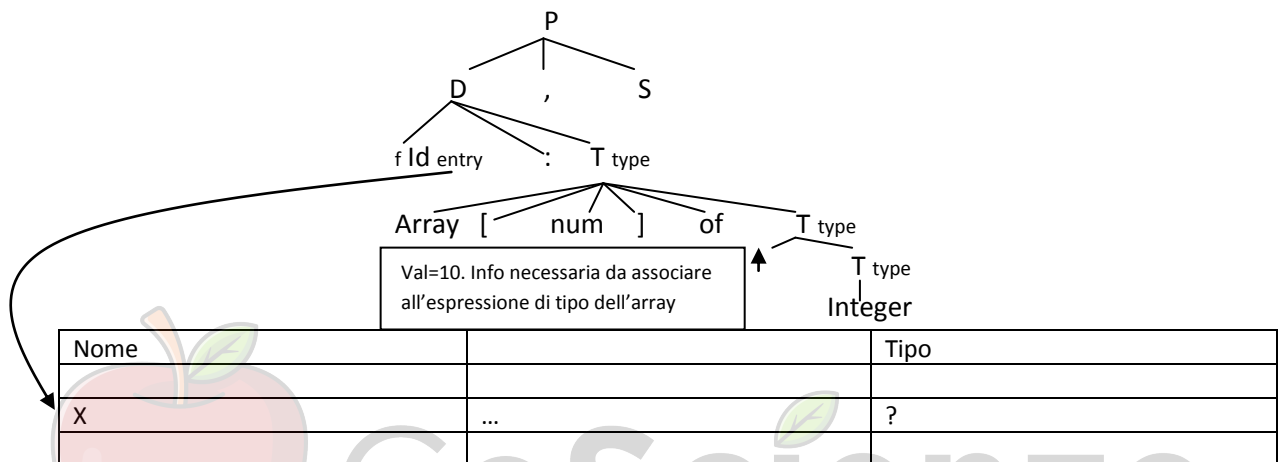 P
D , S
f Id entry : T type
Array [ num ] of T type
Val=10. Info necessaria da associare
all’espressione di tipo dell’array
T type
Integer
Nome Tipo
X … ?